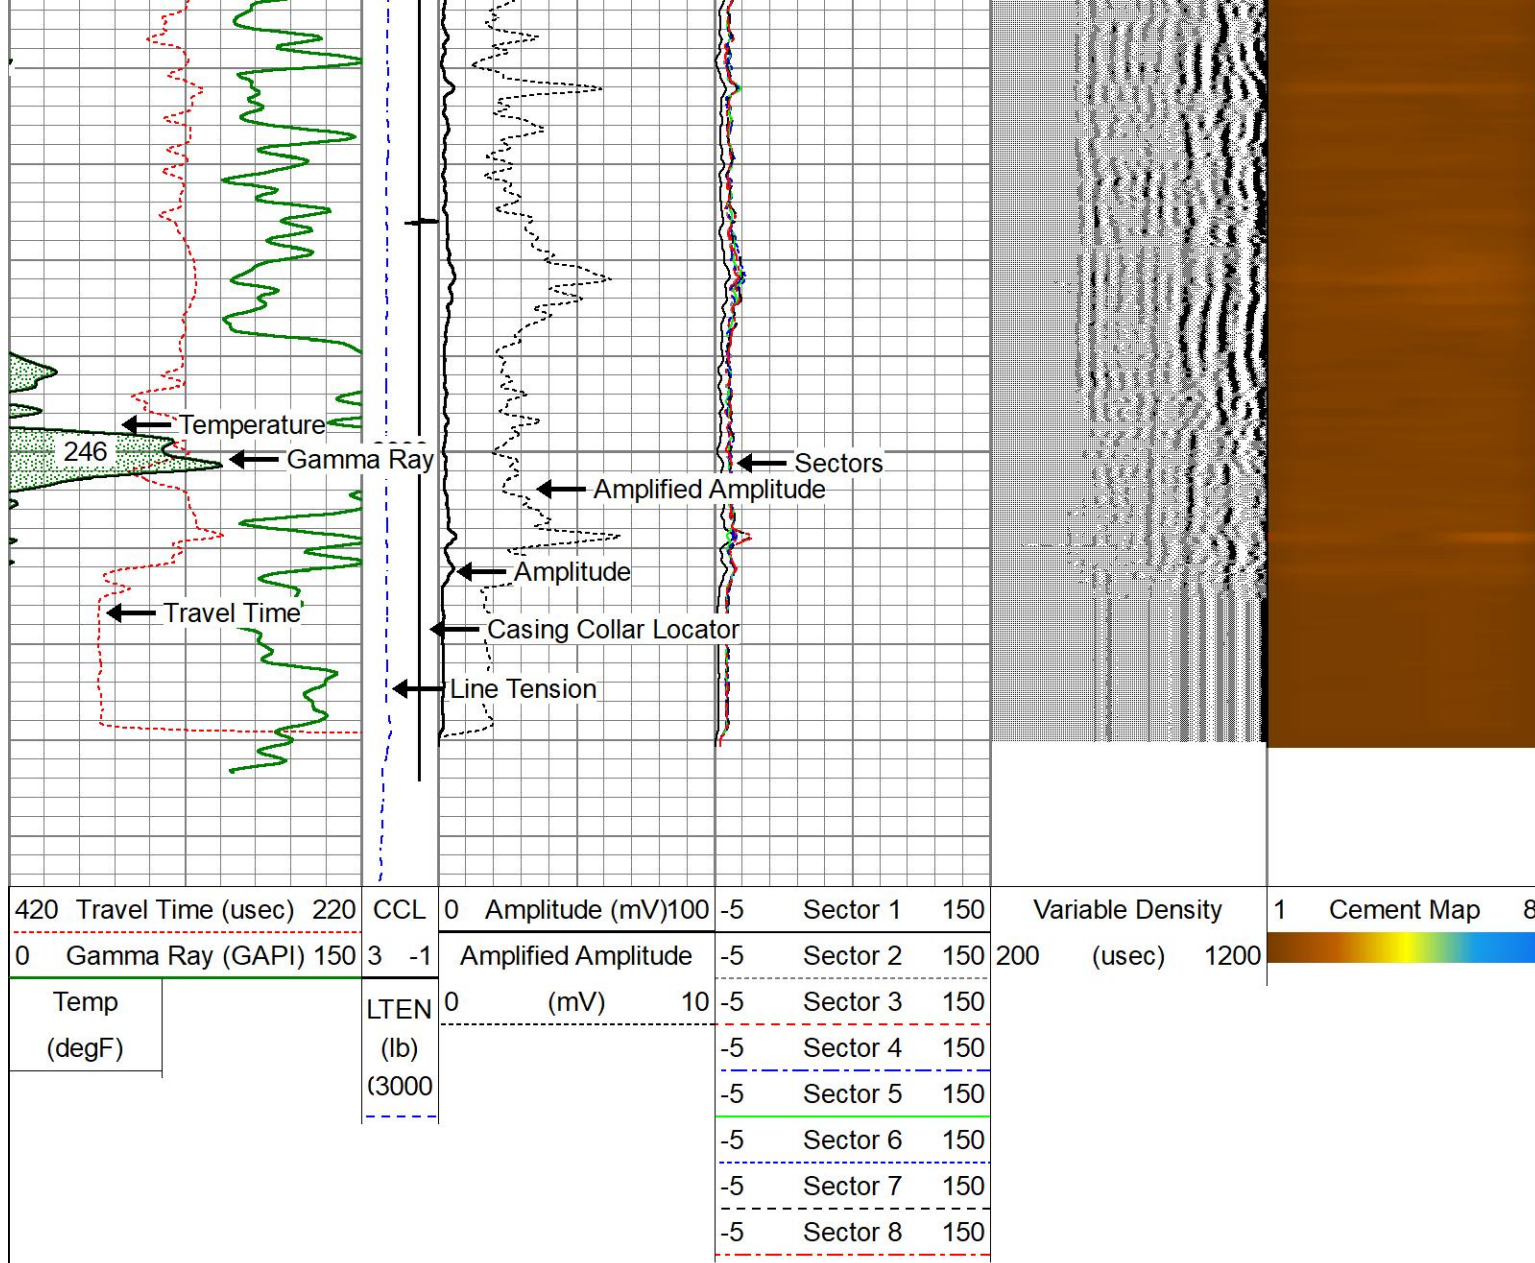 Temperature
246
Gamma Ray
Sectors
Amplified Amplitude
Amplitude
Travel Time
Casing Collar Locator
Line Tension
420 Travel Time (usec) 220 CCL 0 Amplitude (mV)100 -5 Sector 1 150 Variable Density 1 Cement Map 8
0 Gamma Ray (GAPI) 150 3 -1 Amplified Amplitude -5 Sector 2 150 200 (usec) 1200
Temp LTEN 0 (mV) 10 -5 Sector 3 150
(degF) (lb) -5 Sector 4 150
(3000 -5 Sector 5 150
-5 Sector 6 150
-5 Sector 7 150
-5 Sector 8 150